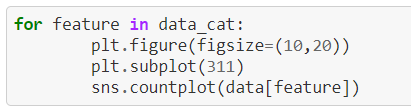 for feature in data_cat:
        plt.figure(figsize=(10,20))
        plt.subplot(311)
        sns.countplot(data[feature])